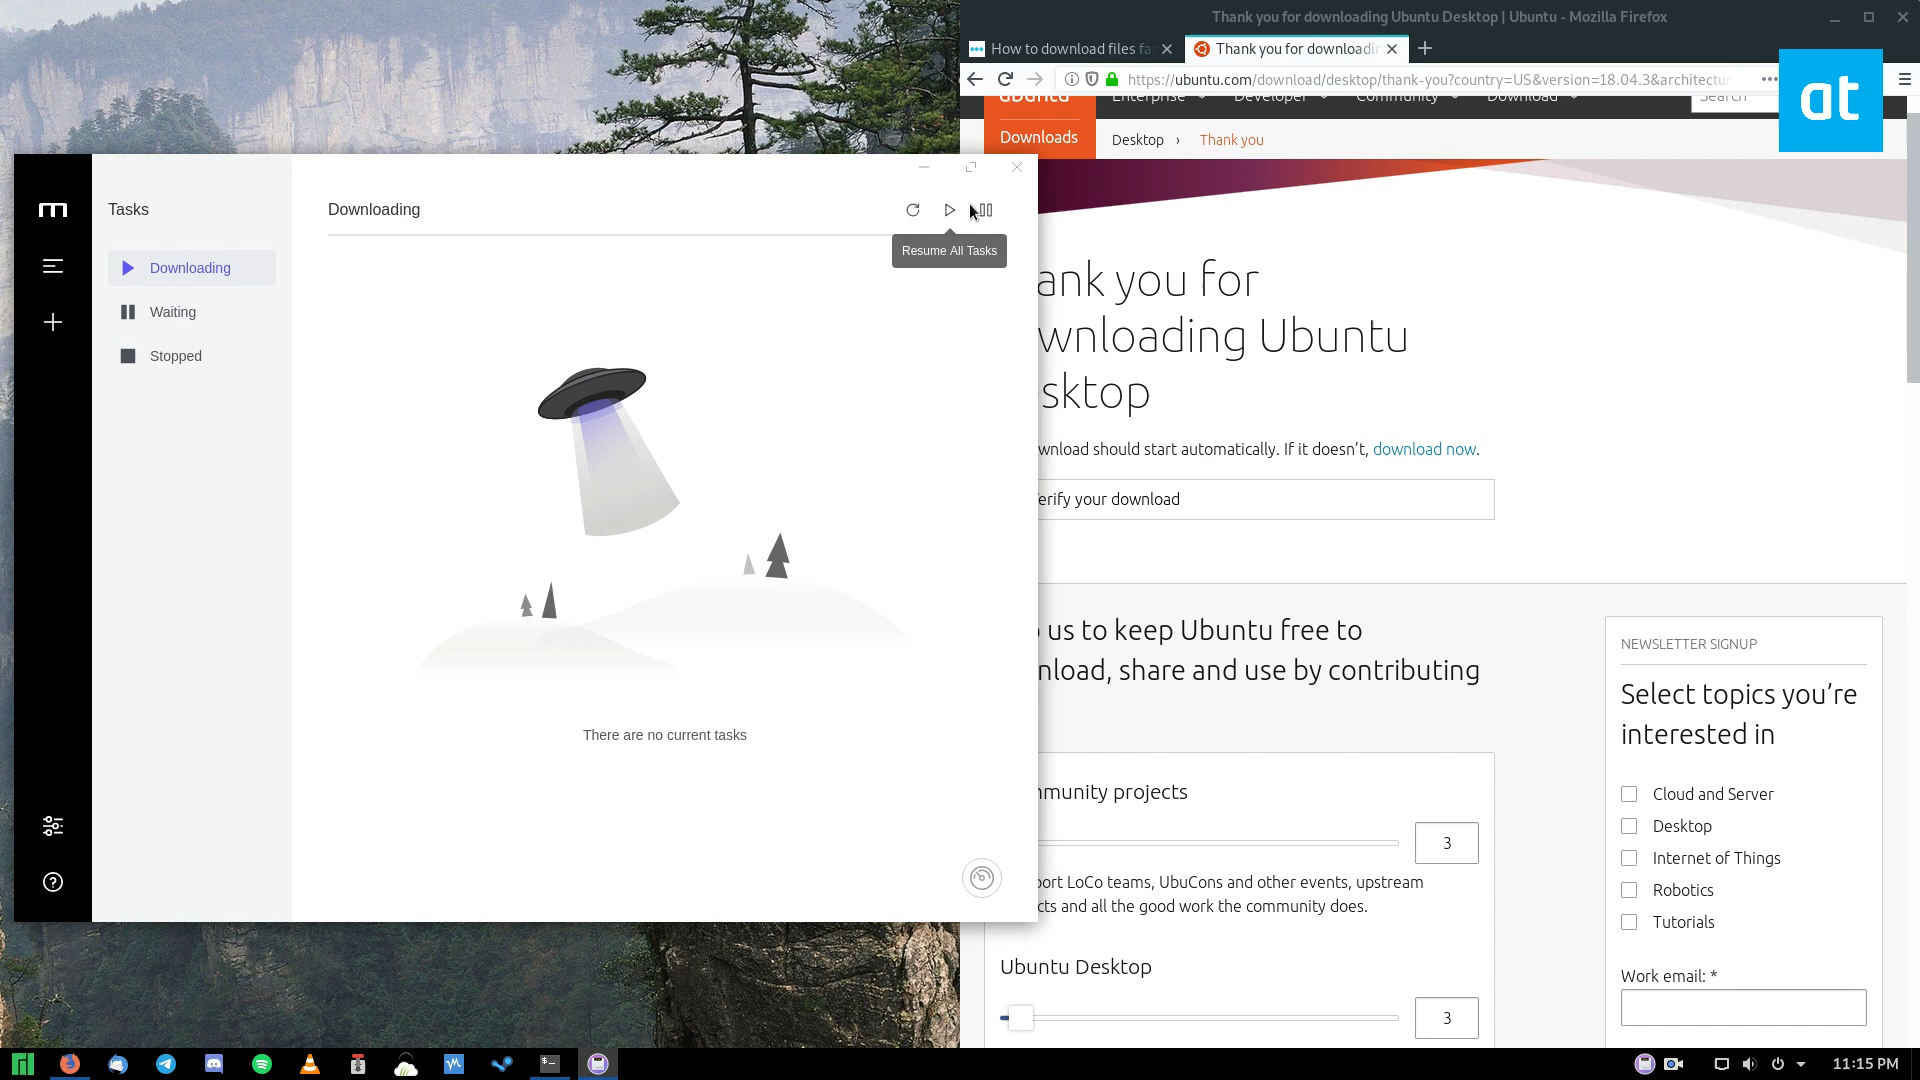 Thank you for downloading Ubuntu Desktop | Ubuntu - Mozilla Firefox
How to download files fa
Thank you for downloadin
https://ubuntu.com/download/desktop/thank-you?country=US&version=18.04.3&architectur
at
ubuntu
Enterprise
Developer
Community
Download
Search
Downloads
Desktop ›
Thank you
m
Tasks
Downloading
Waiting
Stopped
Downloading
Resume All Tasks
There are no current tasks
ank you for
wnloading Ubuntu
sktop
wnload should start automatically. If it doesn’t, download now.
erify your download
us to keep Ubuntu free to
nload, share and use by contributing
mmunity projects
3
port LoCo teams, UbuCons and other events, upstream
cts and all the good work the community does.
Ubuntu Desktop
3
NEWSLETTER SIGNUP
Select topics you’re
interested in
Cloud and Server
Desktop
Internet of Things
Robotics
Tutorials
Work email: *
11:15 PM